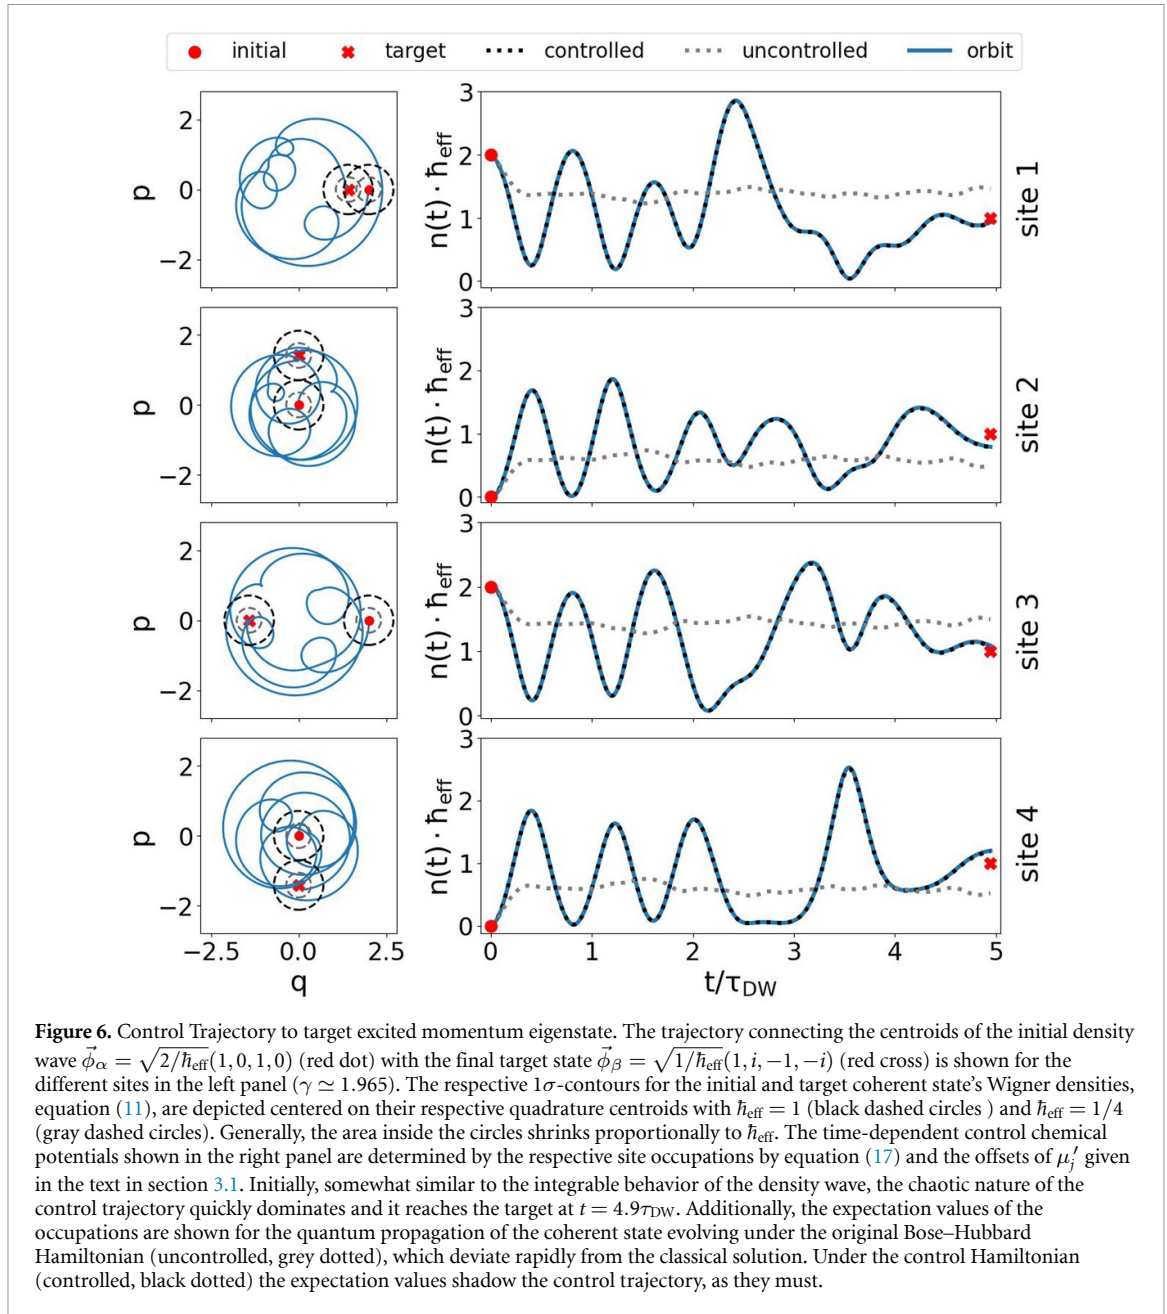 initial target controlled uncontrolled orbit
2
0
−2
p
3
2
1
0
n(t) · ħeff
site 1
2
0
−2
p
3
2
1
0
n(t) · ħeff
site 2
2
0
−2
p
3
2
1
0
n(t) · ħeff
site 3
2
0
−2
p
3
2
1
0
n(t) · ħeff
site 4
−2.5 0.0 2.5
q
0 1 2 3 4 5
t/τDW
Figure 6. Control Trajectory to target excited momentum eigenstate. The trajectory connecting the centroids of the initial density
wave ϕ⃗α = √2/ħeff(1, 0, 1, 0) (red dot) with the final target state ϕ⃗β = √1/ħeff(1, i, −1, −i) (red cross) is shown for the
different sites in the left panel (γ ≃ 1.965). The respective 1σ-contours for the initial and target coherent state's Wigner densities,
equation (11), are depicted centered on their respective quadrature centroids with ħeff = 1 (black dashed circles ) and ħeff = 1/4
(gray dashed circles). Generally, the area inside the circles shrinks proportionally to ħeff. The time-dependent control chemical
potentials shown in the right panel are determined by the respective site occupations by equation (17) and the offsets of μj′ given
in the text in section 3.1. Initially, somewhat similar to the integrable behavior of the density wave, the chaotic nature of the
control trajectory quickly dominates and it reaches the target at t = 4.9τDW. Additionally, the expectation values of the
occupations are shown for the quantum propagation of the coherent state evolving under the original Bose–Hubbard
Hamiltonian (uncontrolled, grey dotted), which deviate rapidly from the classical solution. Under the control Hamiltonian
(controlled, black dotted) the expectation values shadow the control trajectory, as they must.